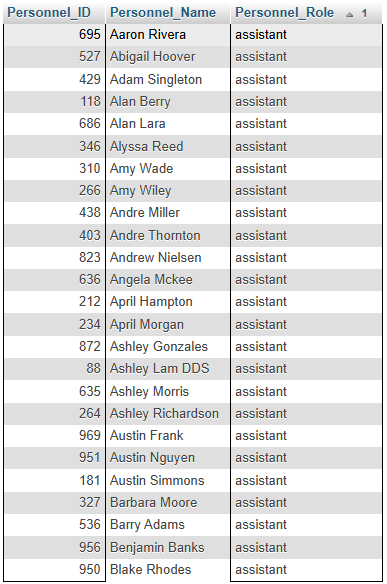 Personnel_ID Personnel_Name Personnel_Role 1
695 Aaron Rivera assistant
527 Abigail Hoover assistant
429 Adam Singleton assistant
118 Alan Berry assistant
686 Alan Lara assistant
346 Alyssa Reed assistant
310 Amy Wade assistant
266 Amy Wiley assistant
438 Andre Miller assistant
403 Andre Thornton assistant
823 Andrew Nielsen assistant
636 Angela Mckee assistant
212 April Hampton assistant
234 April Morgan assistant
872 Ashley Gonzales assistant
88 Ashley Lam DDS assistant
635 Ashley Morris assistant
264 Ashley Richardson assistant
969 Austin Frank assistant
951 Austin Nguyen assistant
181 Austin Simmons assistant
327 Barbara Moore assistant
536 Barry Adams assistant
956 Benjamin Banks assistant
950 Blake Rhodes assistant